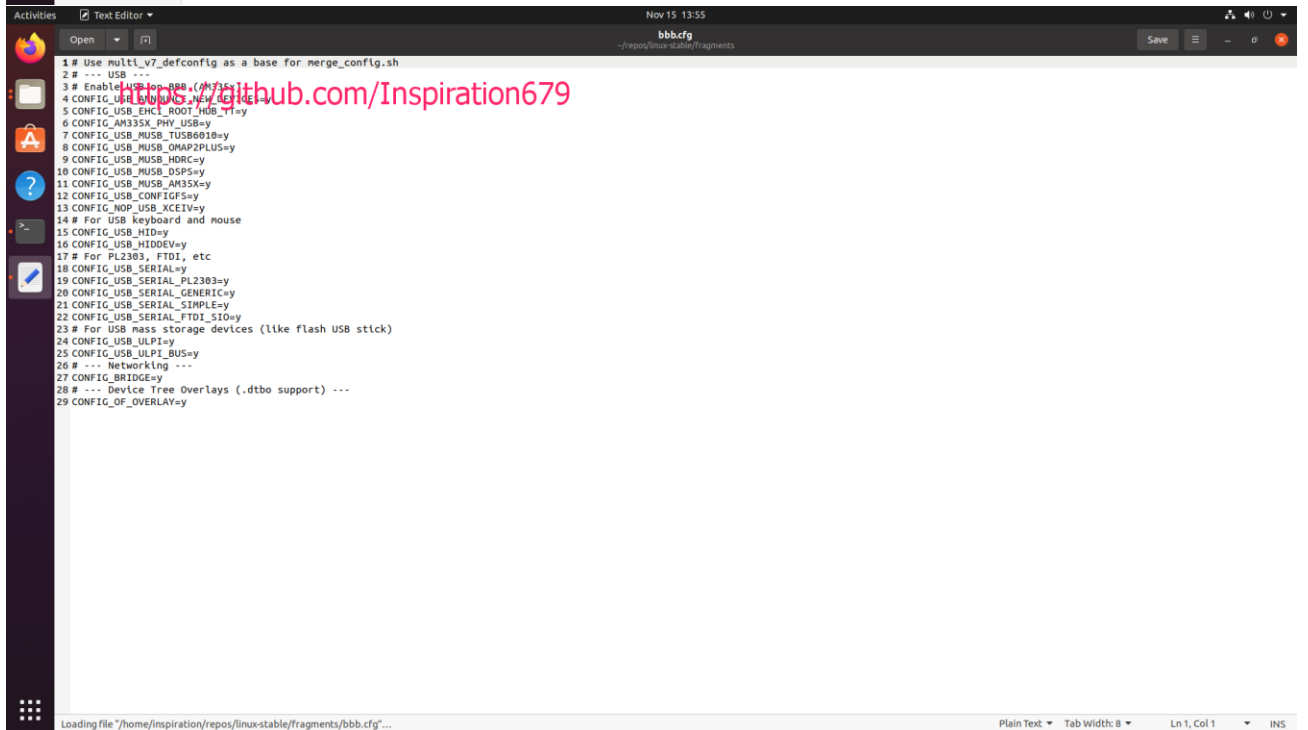 Activities Text Editor Nov 15 13:55
Open bbb.cfg Save
~/repos/linux-stable/fragments
1 # Use multi_v7_defconfig as a base for merge_config.sh
2 # --- USB ---
3 # Enable USB on BBB (AM335x)
https://github.com/Inspiration679
4 CONFIG_USB_ANNOUNCE_NEW_DEVICES=y
5 CONFIG_USB_EHCI_ROOT_HUB_TT=y
6 CONFIG_AM335X_PHY_USB=y
7 CONFIG_USB_MUSB_TUSB6010=y
8 CONFIG_USB_MUSB_OMAP2PLUS=y
9 CONFIG_USB_MUSB_HDRC=y
10 CONFIG_USB_MUSB_DSPS=y
11 CONFIG_USB_MUSB_AM35X=y
12 CONFIG_USB_CONFIGFS=y
13 CONFIG_NOP_USB_XCEIV=y
14 # For USB keyboard and mouse
15 CONFIG_USB_HID=y
16 CONFIG_USB_HIDDEV=y
17 # For PL2303, FTDI, etc
18 CONFIG_USB_SERIAL=y
19 CONFIG_USB_SERIAL_PL2303=y
20 CONFIG_USB_SERIAL_GENERIC=y
21 CONFIG_USB_SERIAL_SIMPLE=y
22 CONFIG_USB_SERIAL_FTDI_SIO=y
23 # For USB mass storage devices (like flash USB stick)
24 CONFIG_USB_ULPI=y
25 CONFIG_USB_ULPI_BUS=y
26 # --- Networking ---
27 CONFIG_BRIDGE=y
28 # --- Device Tree Overlays (.dtbo support) ---
29 CONFIG_OF_OVERLAY=y
Loading file "/home/inspiration/repos/linux-stable/fragments/bbb.cfg"... Plain Text Tab Width: 8 Ln 1, Col 1 INS